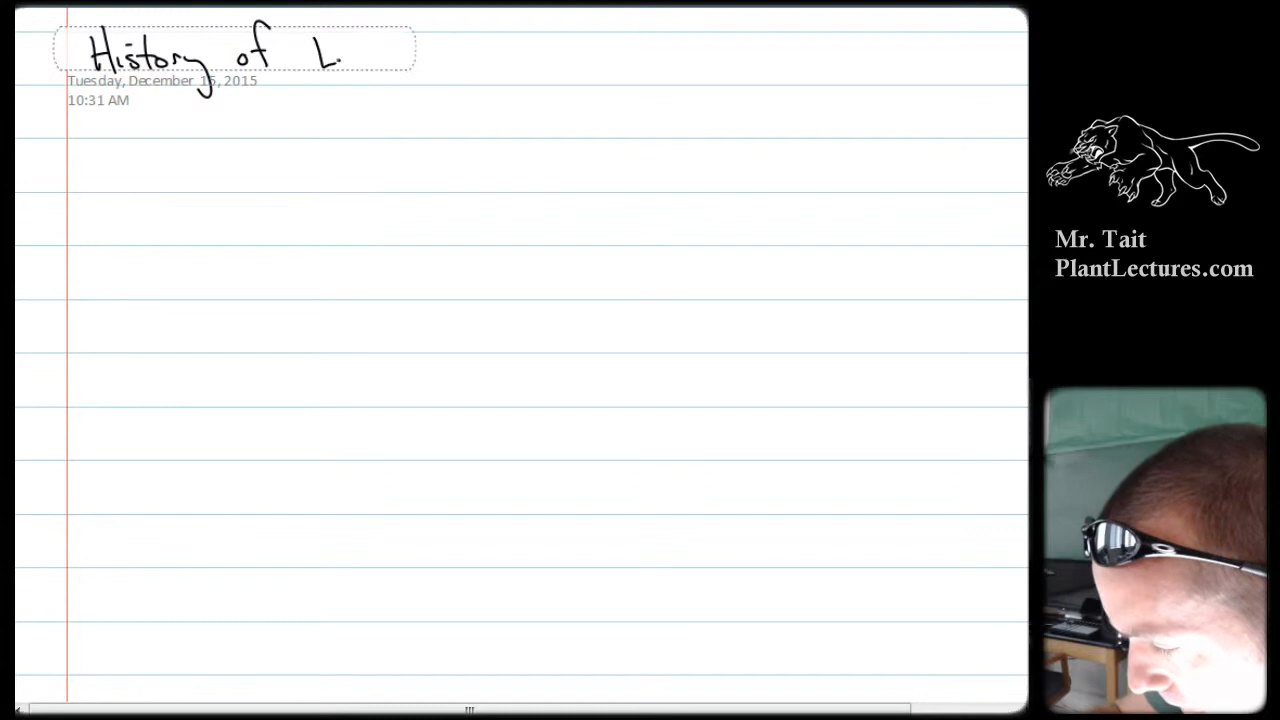 History of L
Tuesday, December 15, 2015
10:31 AM
Mr. Tait
PlantLectures.com